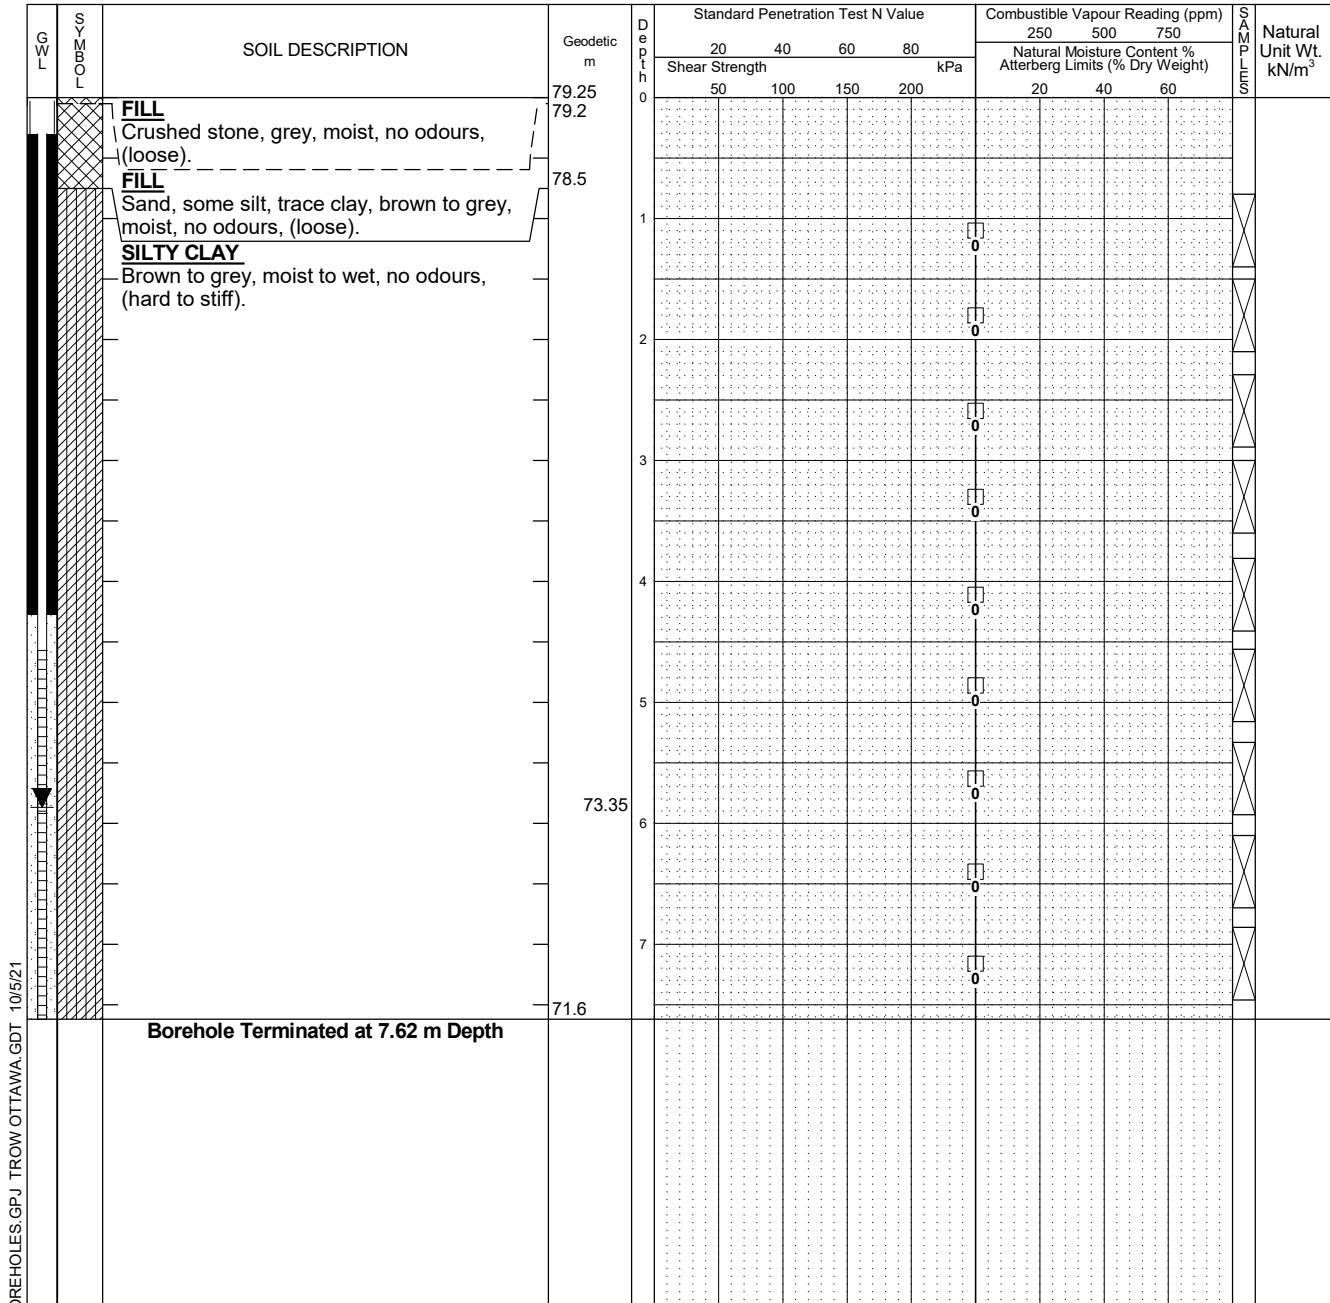 GWL
SYMBOL
SOIL DESCRIPTION
Geodetic
m
Depth
Standard Penetration Test N Value
20 40 60 80
Shear Strength kPa
50 100 150 200
Combustible Vapour Reading (ppm)
250 500 750
Natural Moisture Content %
Atterberg Limits (% Dry Weight)
20 40 60
SAMPLES
Natural
Unit Wt.
kN/m³
79.25
0
FILL
79.2
Crushed stone, grey, moist, no odours,
(loose).
FILL
78.5
Sand, some silt, trace clay, brown to grey,
moist, no odours, (loose).
1
0
SILTY CLAY
Brown to grey, moist to wet, no odours,
(hard to stiff).
0
2
0
3
0
4
0
5
0
0
73.35
6
0
7
0
71.6
Borehole Terminated at 7.62 m Depth
OREHOLES.GPJ TROW OTTAWA.GDT 10/5/21